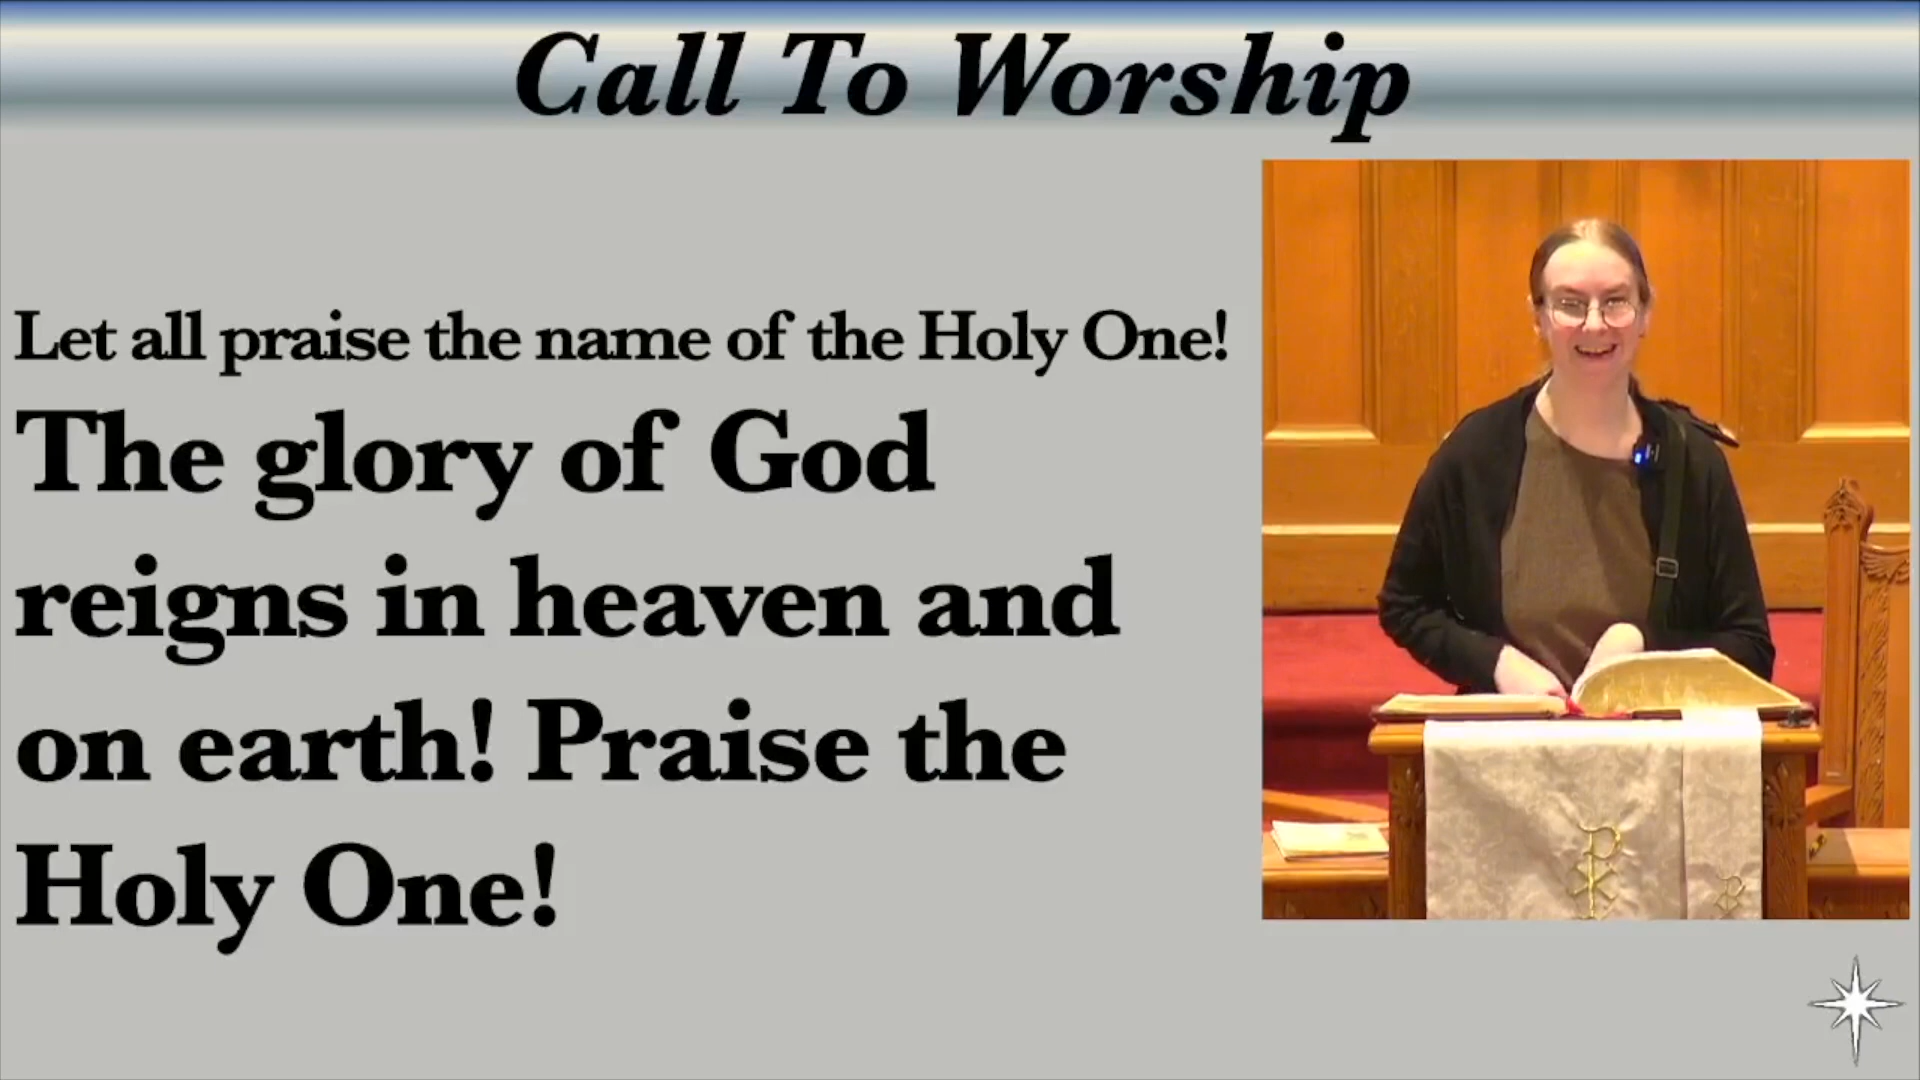 Call To Worship
Let all praise the name of the Holy One!
The glory of God
reigns in heaven and
on earth! Praise the
Holy One!